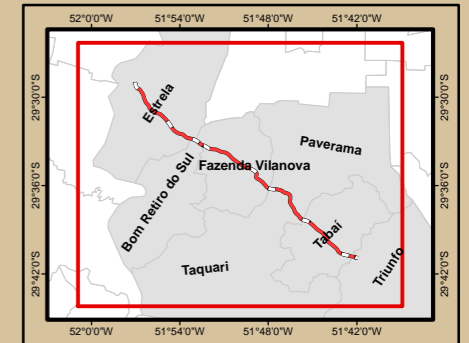 52°0'0"W 51°54'0"W 51°48'0"W 51°42'0"W
29°30'0"S
29°30'0"S
Estrela
Paverama
Fazenda Vilanova
Bom Retiro do Sul
29°36'0"S
29°36'0"S
Tabaí
Taquari
Triunfo
29°42'0"S
29°42'0"S
52°0'0"W 51°54'0"W 51°48'0"W 51°42'0"W